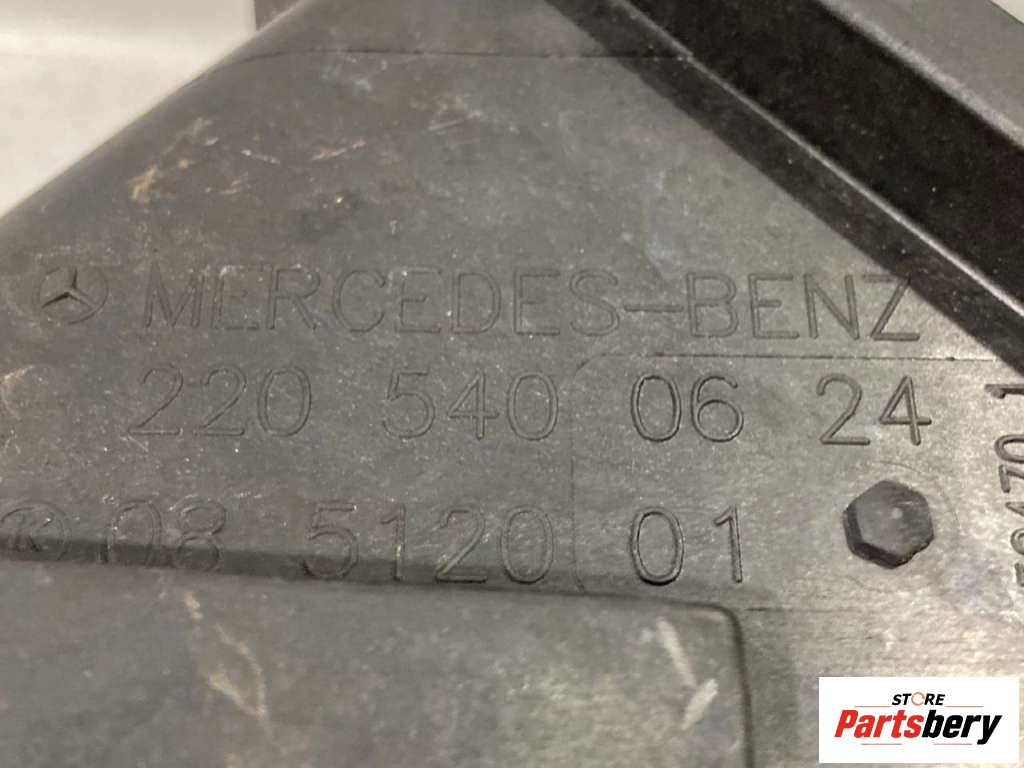 MERCEDES-BENZ
220 540 06 24
K 08 5120 01
STORE
Partsbery